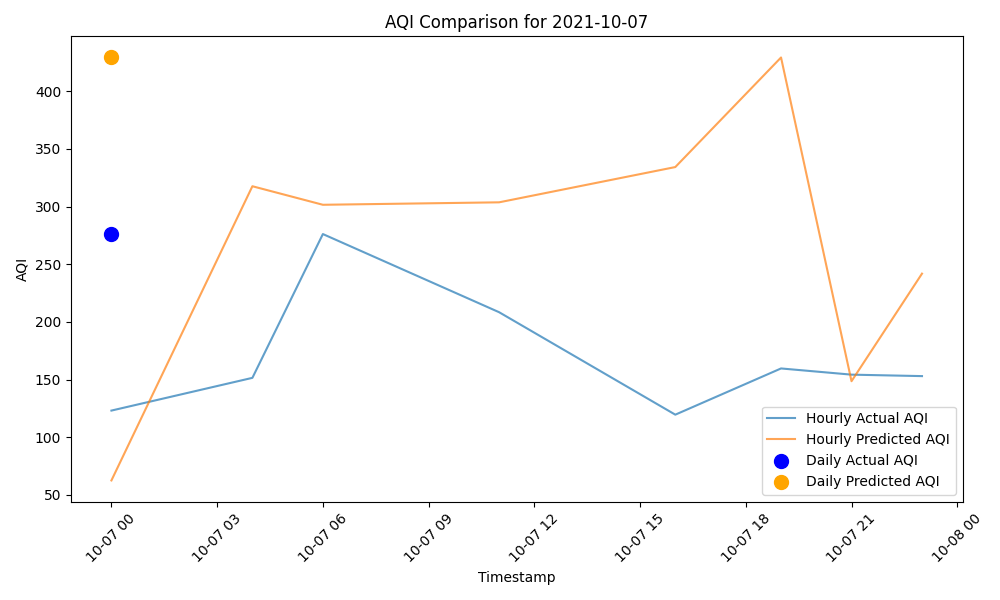 AQI Comparison for 2021-10-07
AQI
400
350
300
250
200
150
100
50
10-07 00
10-07 03
10-07 06
10-07 09
10-07 12
10-07 15
10-07 18
10-07 21
10-08 00
Timestamp
Hourly Actual AQI
Hourly Predicted AQI
Daily Actual AQI
Daily Predicted AQI